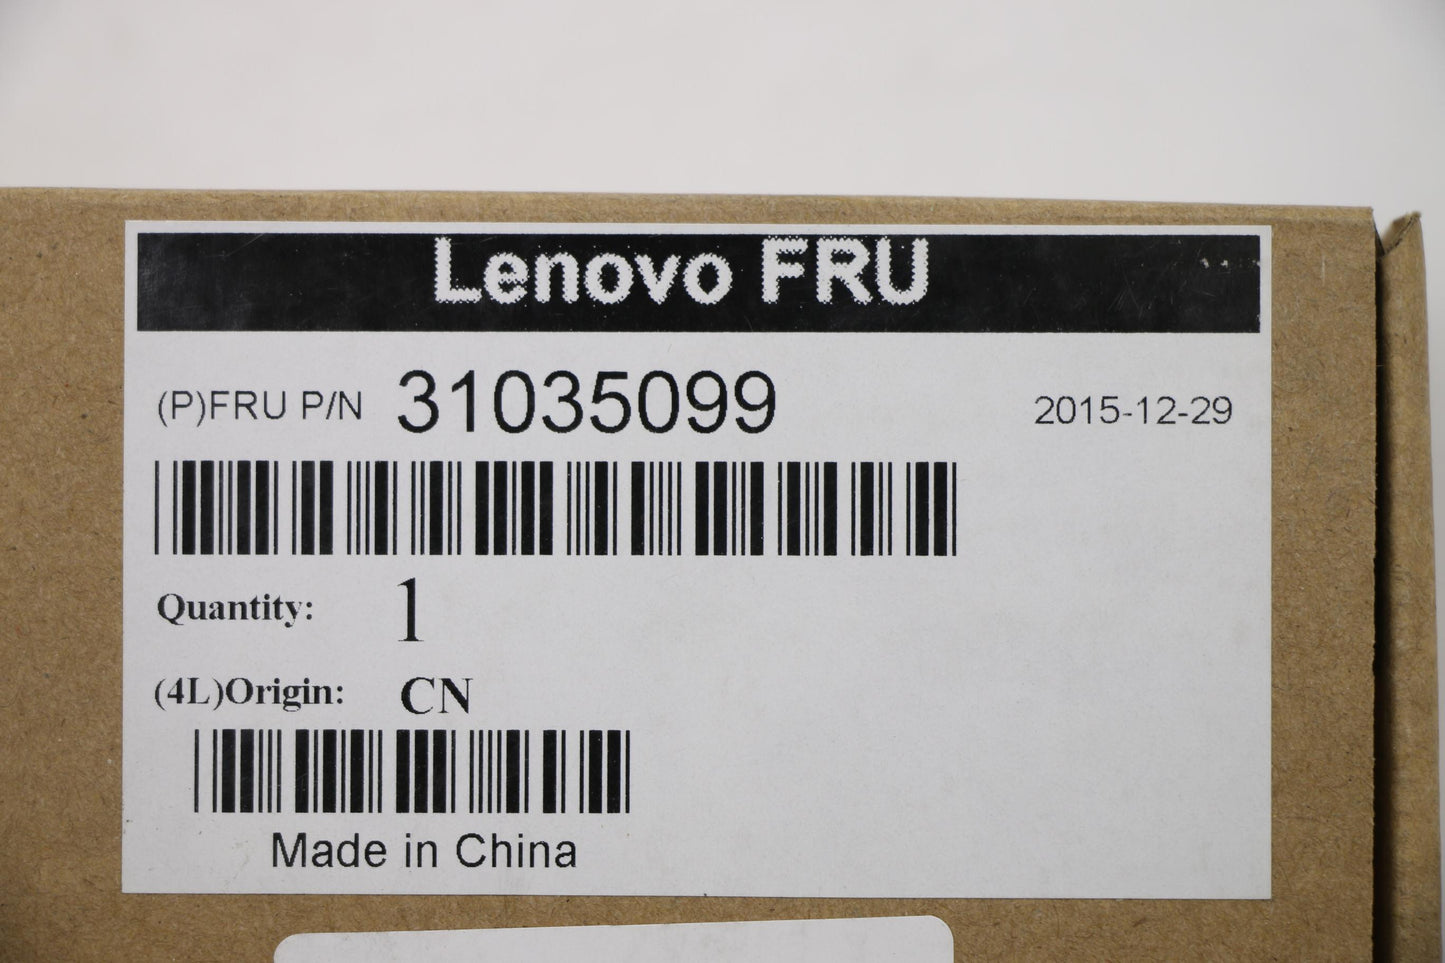 Lenovo FRU
(P)FRU P/N 31035099 2015-12-29
Quantity: 1
(4L)Origin: CN
Made in China